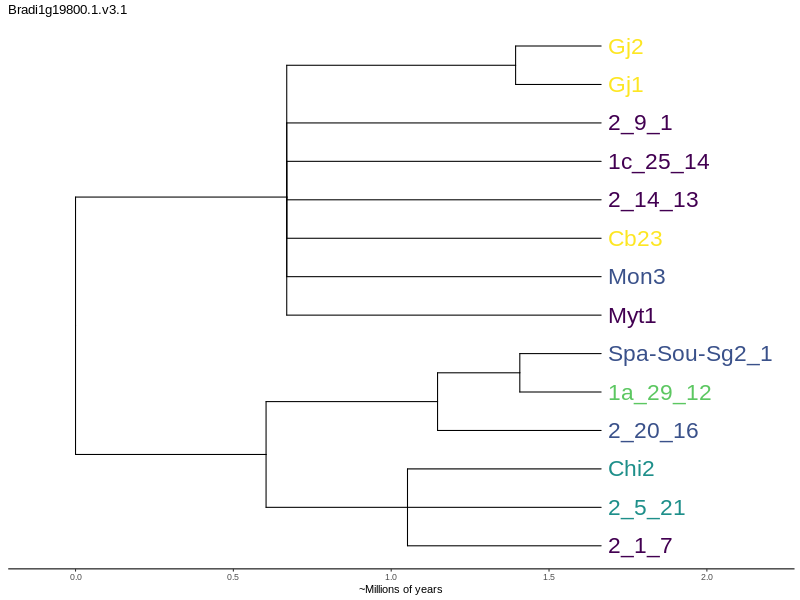 Bradi1g19800.1.v3.1
Gj2
Gj1
2_9_1
1c_25_14
2_14_13
Cb23
Mon3
Myt1
Spa-Sou-Sg2_1
1a_29_12
2_20_16
Chi2
2_5_21
2_1_7
0.0 0.5 1.0 1.5 2.0
~Millions of years